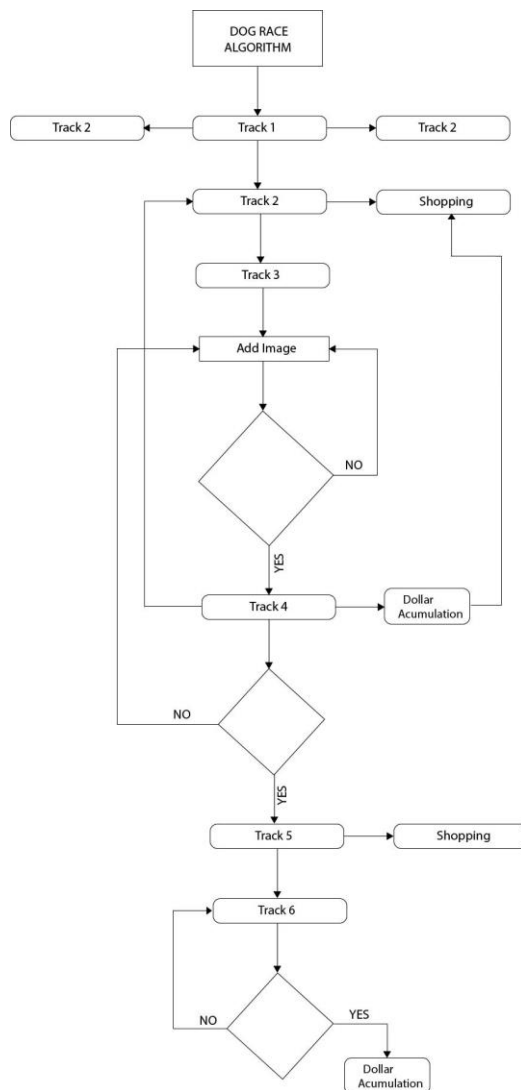 DOG RACE
ALGORITHM
Track 2
Track 1
Track 2
Track 2
Shopping
Track 3
Add Image
NO
YES
Track 4
Dollar
Acumulation
NO
YES
Track 5
Shopping
Track 6
NO
YES
Dollar
Acumulation